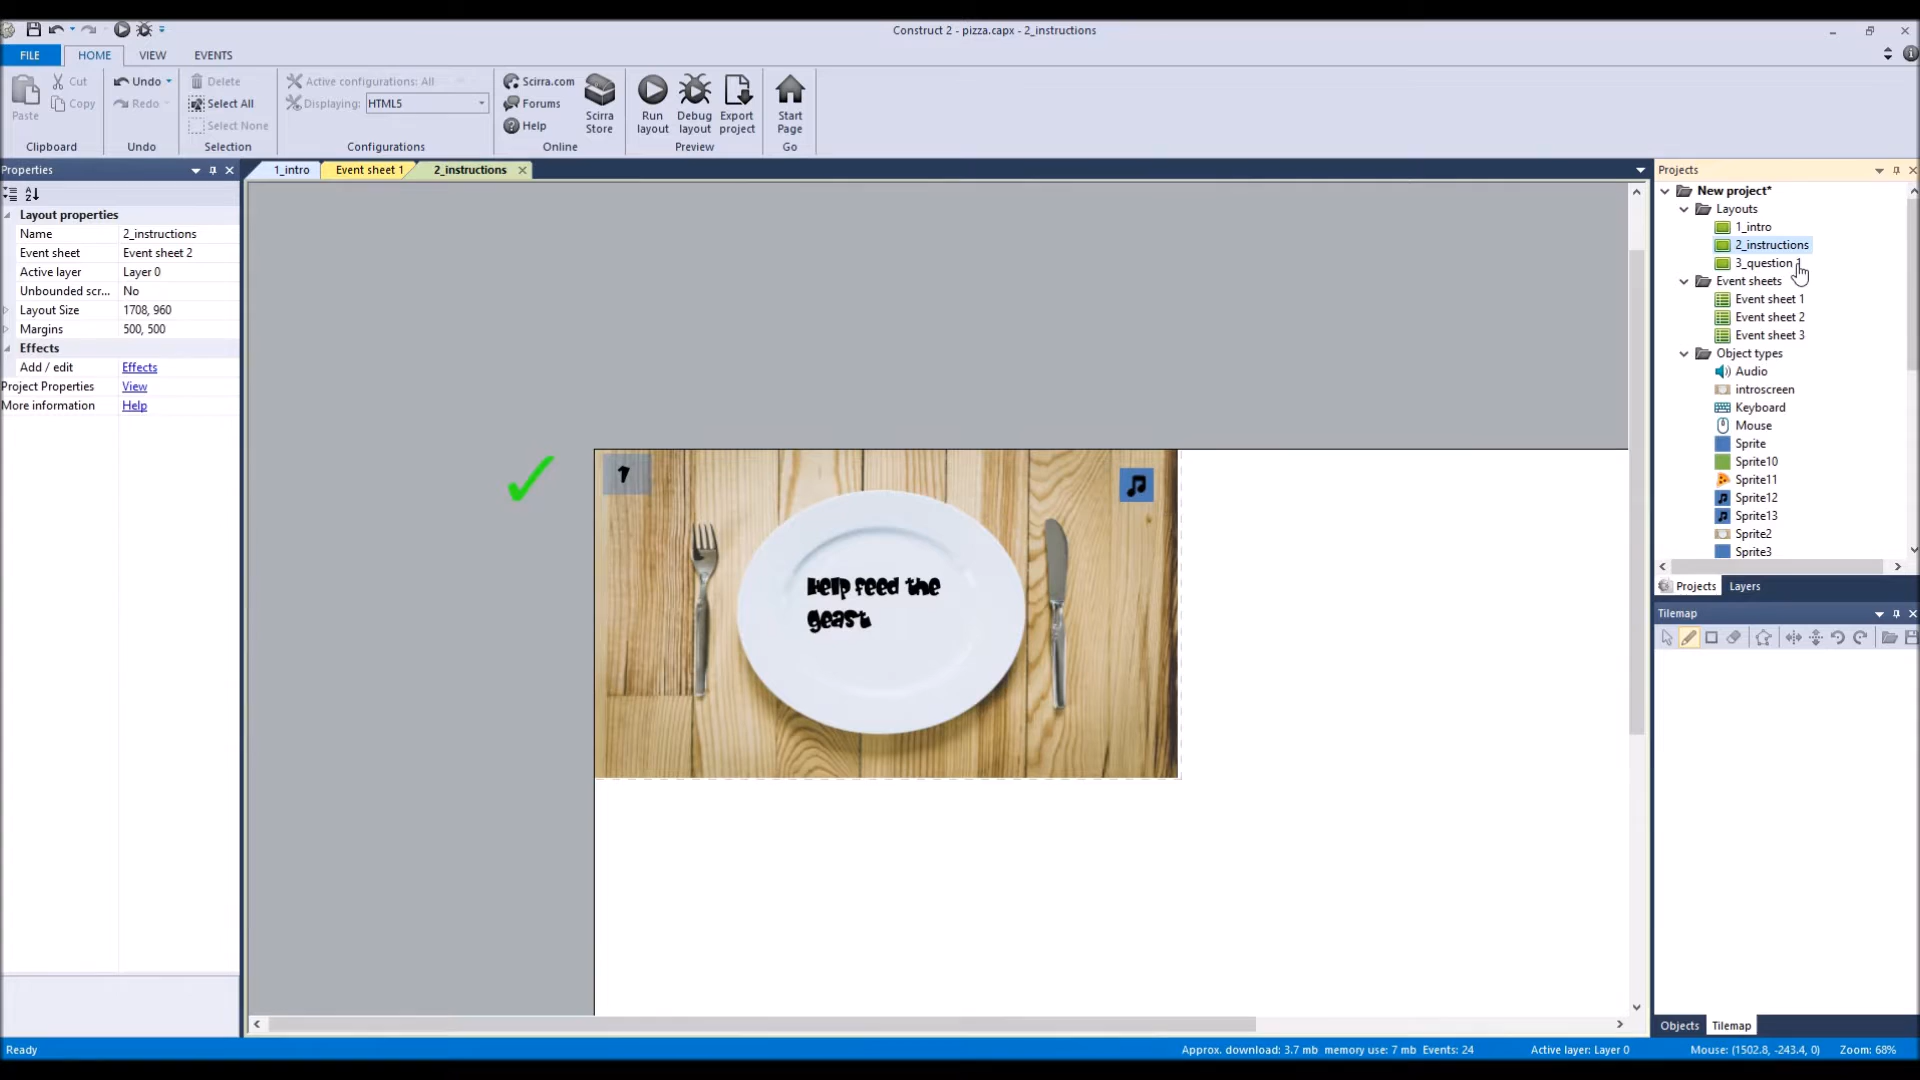 Construct 2 - pizza.capx - 2_instructions
FILE HOME VIEW EVENTS
Paste
Cut
Copy
Clipboard
Undo
Redo
Undo
Delete
Select All
Select None
Selection
Active configurations: All
Displaying: HTML5
Configurations
Scirra.com
Forums
Help
Scirra Store
Online
Run layout
Debug layout
Export project
Preview
Start Page
Go
Properties
Layout properties
Name 2_instructions
Event sheet Event sheet 2
Active layer Layer 0
Unbounded scr... No
Layout Size 1708, 960
Margins 500, 500
Effects
Add / edit Effects
Project Properties View
More information Help
1_intro Event sheet 1 2_instructions
1
Help feed the
geast
Projects
New project*
Layouts
1_intro
2_instructions
3_question 1
Event sheets
Event sheet 1
Event sheet 2
Event sheet 3
Object types
Audio
introscreen
Keyboard
Mouse
Sprite
Sprite10
Sprite11
Sprite12
Sprite13
Sprite2
Sprite3
Projects Layers
Tilemap
Objects Tilemap
Ready
Approx. download: 3.7 mb memory use: 7 mb Events: 24
Active layer: Layer 0
Mouse: (1502.8, -243.4, 0)
Zoom: 68%